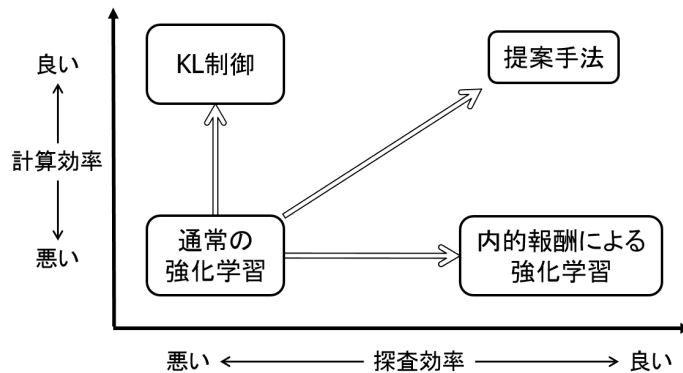 良い
計算効率
悪い
KL制御
提案手法
通常の
強化学習
内的報酬による
強化学習
悪い
探査効率
良い